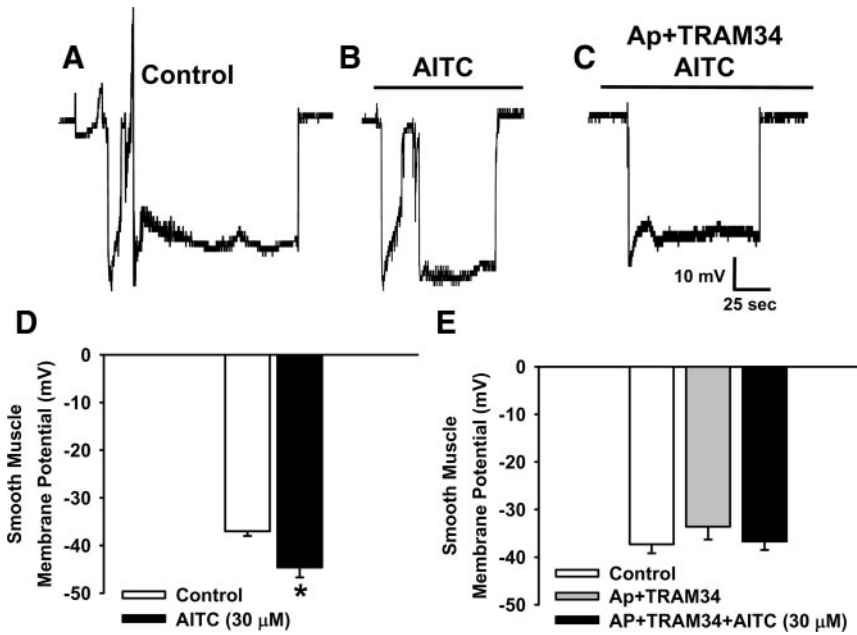 A
Control
B
AITC
Ap+TRAM34
C
AITC
10 mV
25 sec
D
Smooth Muscle
Membrane Potential (mV)
0
-10
-20
-30
-40
-50
*
Control
AITC (30 μM)
E
Smooth Muscle
Membrane Potential (mV)
0
-10
-20
-30
-40
-50
Control
Ap+TRAM34
AP+TRAM34+AITC (30 μM)